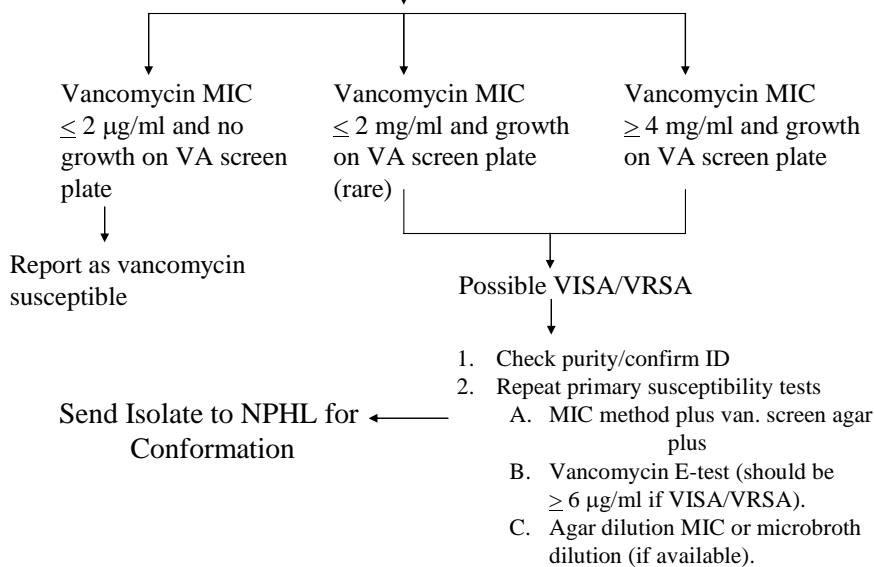 Vancomycin MIC
≤ 2 μg/ml and no
growth on VA screen
plate
Vancomycin MIC
≤ 2 mg/ml and growth
on VA screen plate
(rare)
Vancomycin MIC
≥ 4 mg/ml and growth
on VA screen plate
Report as vancomycin
susceptible
Possible VISA/VRSA
1. Check purity/confirm ID
2. Repeat primary susceptibility tests
A. MIC method plus van. screen agar
plus
B. Vancomycin E-test (should be
≥ 6 μg/ml if VISA/VRSA).
C. Agar dilution MIC or microbroth
dilution (if available).
Send Isolate to NPHL for
Conformation